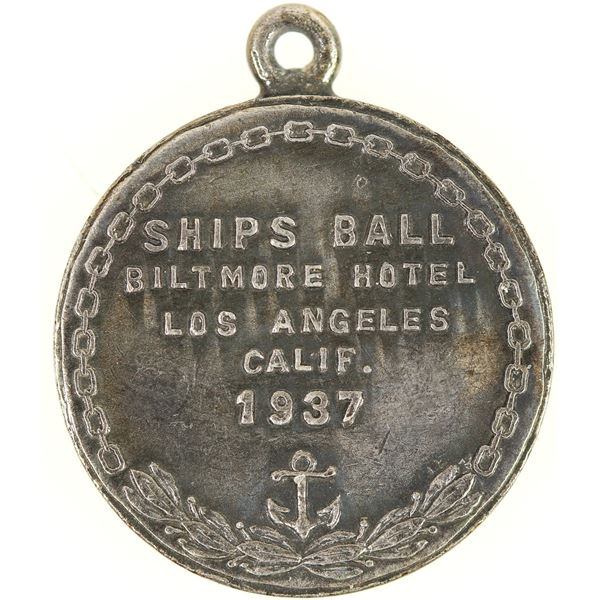 SHIPS BALL
BILTMORE HOTEL
LOS ANGELES
CALIF.
1937